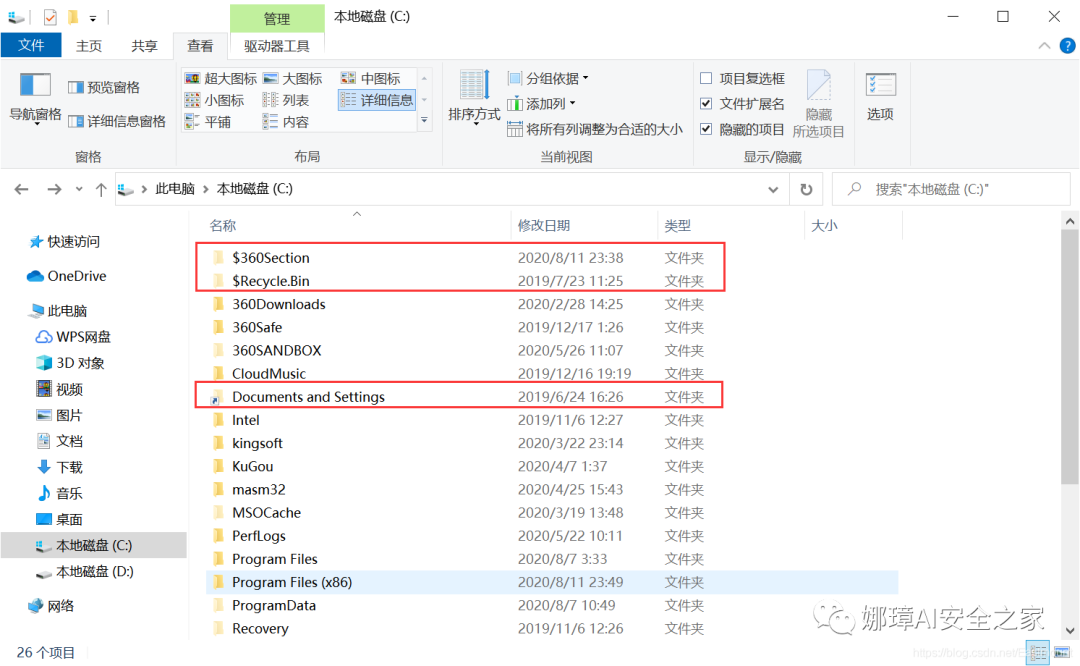 管理
本地磁盘 (C:)
文件 主页 共享 查看 驱动器工具
导航窗格
预览窗格
详细信息窗格
窗格
超大图标 大图标 中图标
小图标 列表 详细信息
平铺 内容
布局
排序方式
分组依据
添加列
将所有列调整为合适的大小
当前视图
项目复选框
文件扩展名
隐藏的项目
隐藏
所选项目
显示/隐藏
选项
此电脑 本地磁盘 (C:)
搜索"本地磁盘 (C:)"
快速访问
OneDrive
此电脑
WPS网盘
3D 对象
视频
图片
文档
下载
音乐
桌面
本地磁盘 (C:)
本地磁盘 (D:)
网络
名称 修改日期 类型 大小
$360Section 2020/8/11 23:38 文件夹
$Recycle.Bin 2019/7/23 11:25 文件夹
360Downloads 2020/2/28 14:25 文件夹
360Safe 2019/12/17 1:26 文件夹
360SANDBOX 2020/5/26 11:07 文件夹
CloudMusic 2019/12/16 19:19 文件夹
Documents and Settings 2019/6/24 16:26 文件夹
Intel 2019/11/6 12:27 文件夹
kingsoft 2020/3/22 23:14 文件夹
KuGou 2020/4/7 1:37 文件夹
masm32 2020/4/25 15:43 文件夹
MSOCache 2020/3/19 13:48 文件夹
PerfLogs 2020/5/22 10:11 文件夹
Program Files 2020/8/7 3:33 文件夹
Program Files (x86) 2020/8/11 23:49 文件夹
ProgramData 2020/8/7 10:49 文件夹
Recovery 2019/11/6 12:26 文件夹
娜璋AI安全之家
26 个项目